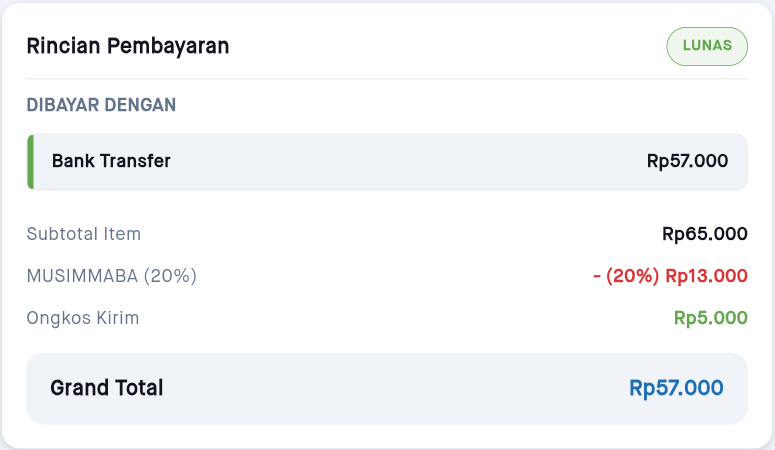 Rincian Pembayaran LUNAS
DIBAYAR DENGAN
Bank Transfer Rp57.000
Subtotal Item Rp65.000
MUSIMMABA (20%) - (20%) Rp13.000
Ongkos Kirim Rp5.000
Grand Total Rp57.000